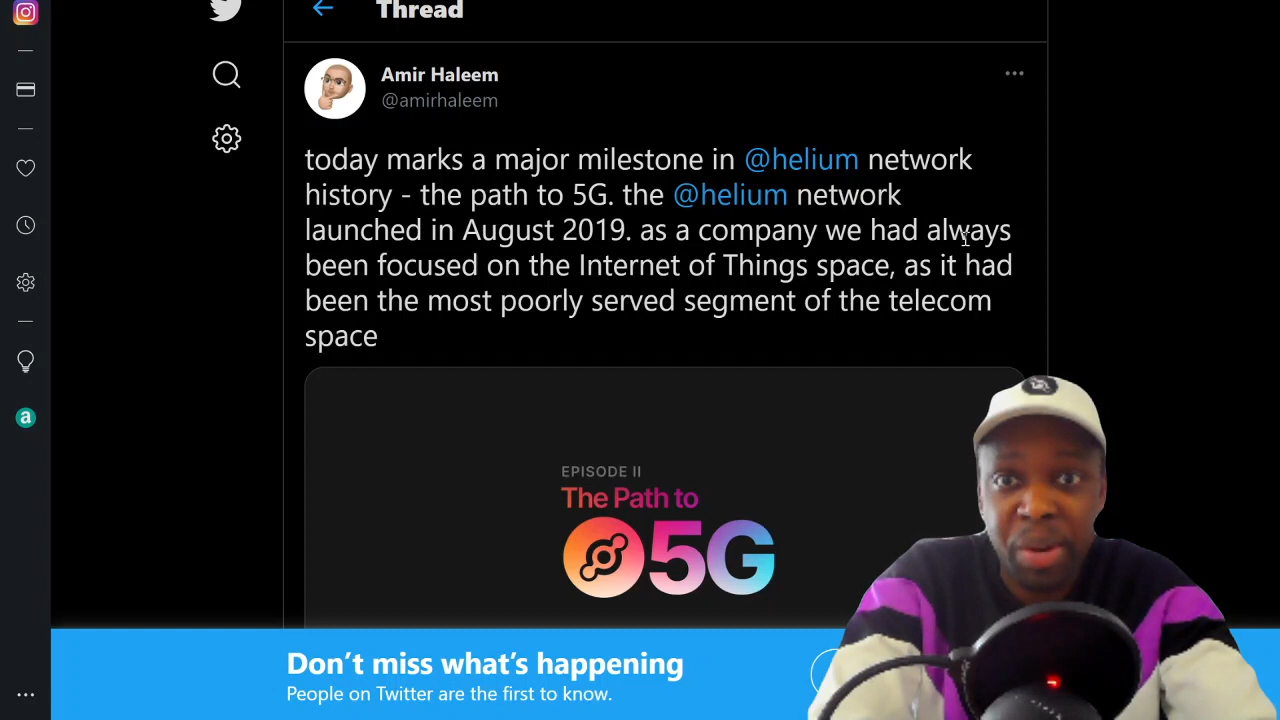 Thread
Amir Haleem
@amirhaleem
today marks a major milestone in @helium network
history - the path to 5G. the @helium network
launched in August 2019. as a company we had always
been focused on the Internet of Things space, as it had
been the most poorly served segment of the telecom
space
EPISODE II
The Path to
5G
Don’t miss what’s happening
People on Twitter are the first to know.
a